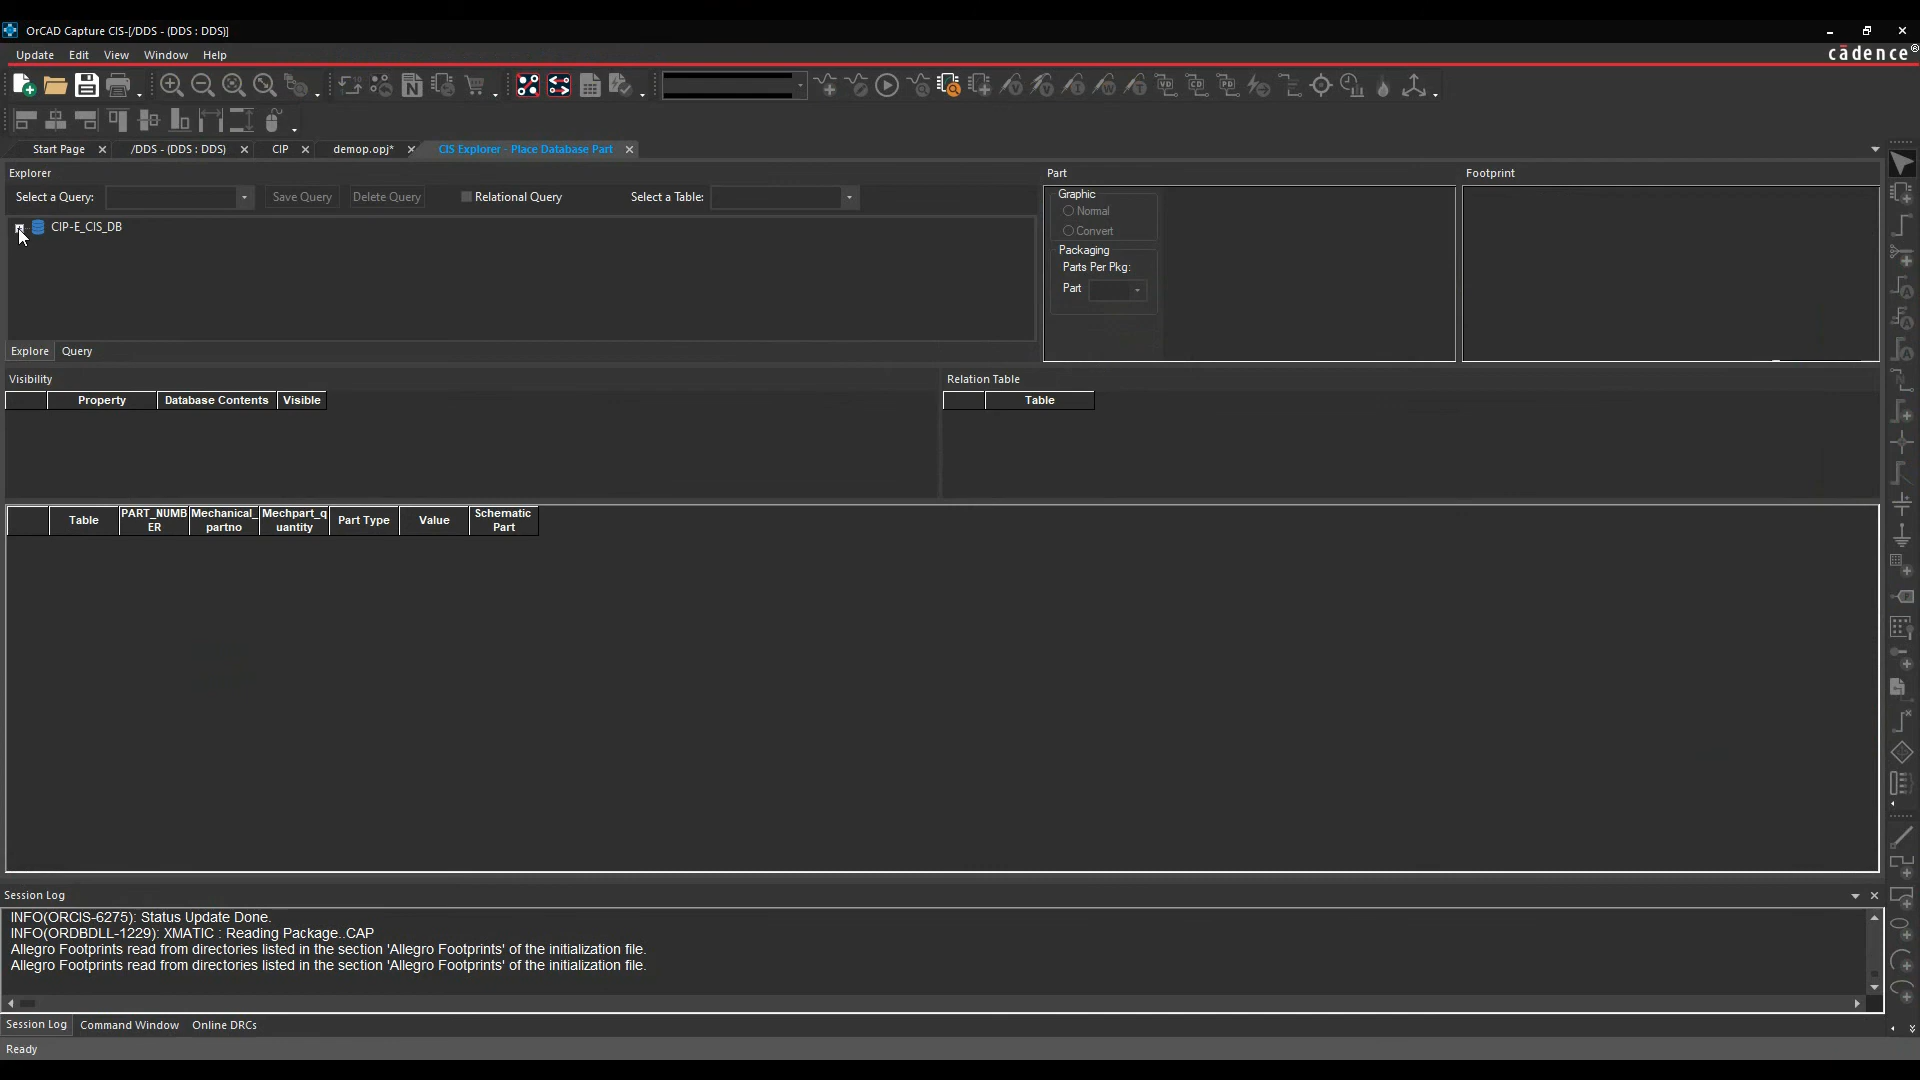 OrCAD Capture CIS-[/DDS - (DDS : DDS)]
Update Edit View Window Help
cādence®
Start Page /DDS - (DDS : DDS) CIP demop.opj* CIS Explorer - Place Database Part
Explorer
Select a Query: Save Query Delete Query Relational Query Select a Table:
CIP-E_CIS_DB
Explore Query
Part
Graphic
Normal
Convert
Packaging
Parts Per Pkg:
Part
Footprint
Visibility
Property Database Contents Visible
Relation Table
Table
Table PART_NUMB
ER Mechanical_
partno Mechpart_q
uantity Part Type Value Schematic
Part
Session Log
INFO(ORCIS-6275): Status Update Done.
INFO(ORDBDLL-1229): XMATIC : Reading Package..CAP
Allegro Footprints read from directories listed in the section 'Allegro Footprints' of the initialization file.
Allegro Footprints read from directories listed in the section 'Allegro Footprints' of the initialization file.
Session Log Command Window Online DRCs
Ready